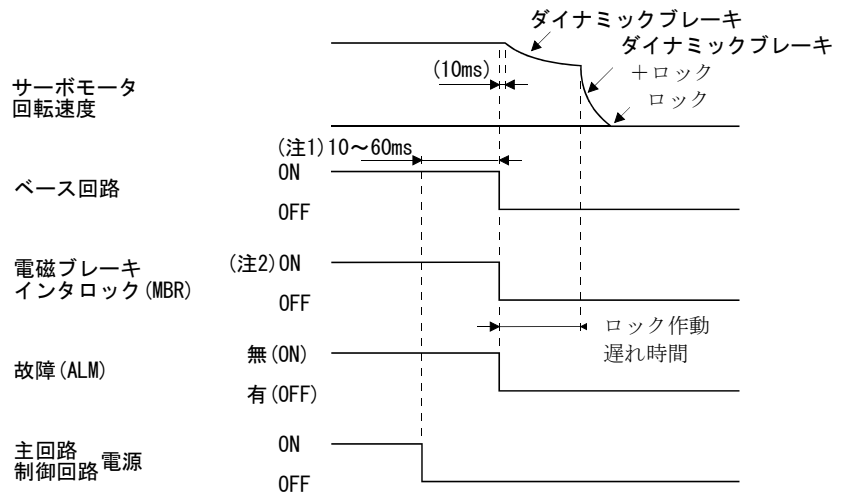 ダイナミックブレーキ
ダイナミックブレーキ
+ロック
ロック
(10ms)
サーボモータ
回転速度
(注1)10～60ms
ON
ベース回路
OFF
電磁ブレーキ
インタロック(MBR)
(注2)ON
OFF
ロック作動
遅れ時間
故障(ALM)
無(ON)
有(OFF)
主回路
制御回路
電源
ON
OFF